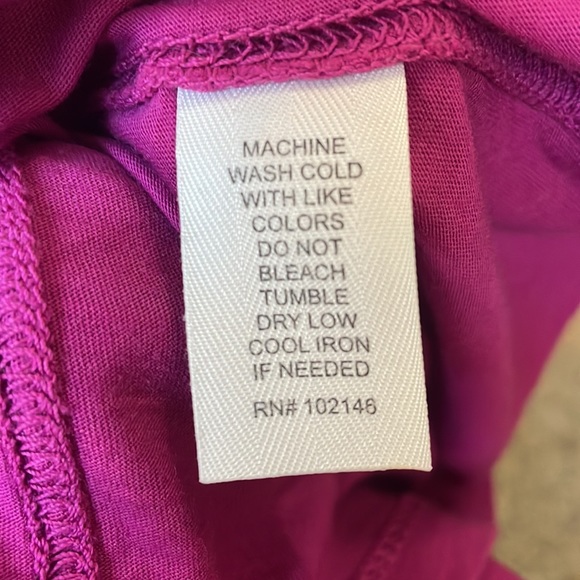 MACHINE
WASH COLD
WITH LIKE
COLORS
DO NOT
BLEACH
TUMBLE
DRY LOW
COOL IRON
IF NEEDED
RN# 102146